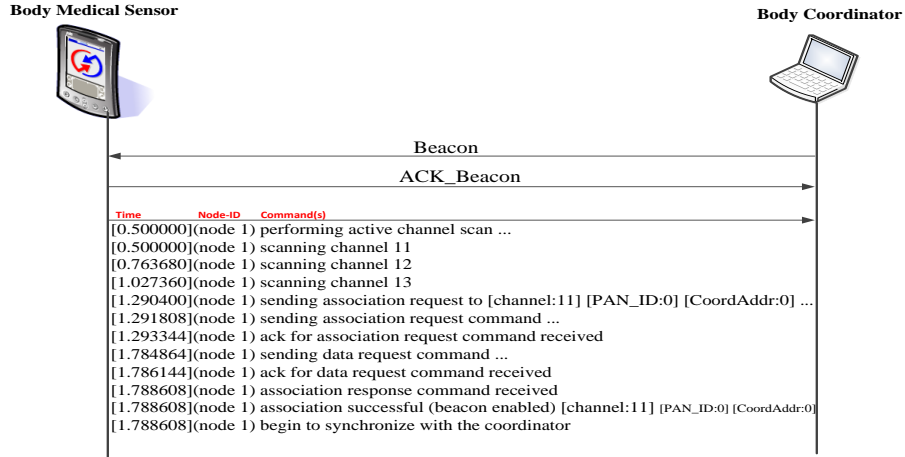 Body Medical Sensor
Body Coordinator
Beacon
ACK_Beacon
Time Node-ID Command(s)
[0.500000](node 1) performing active channel scan ...
[0.500000](node 1) scanning channel 11
[0.763680](node 1) scanning channel 12
[1.027360](node 1) scanning channel 13
[1.290400](node 1) sending association request to [channel:11] [PAN_ID:0] [CoordAddr:0] ...
[1.291808](node 1) sending association request command ...
[1.293344](node 1) ack for association request command received
[1.784864](node 1) sending data request command ...
[1.786144](node 1) ack for data request command received
[1.788608](node 1) association response command received
[1.788608](node 1) association successful (beacon enabled) [channel:11] [PAN_ID:0] [CoordAddr:0]
[1.788608](node 1) begin to synchronize with the coordinator